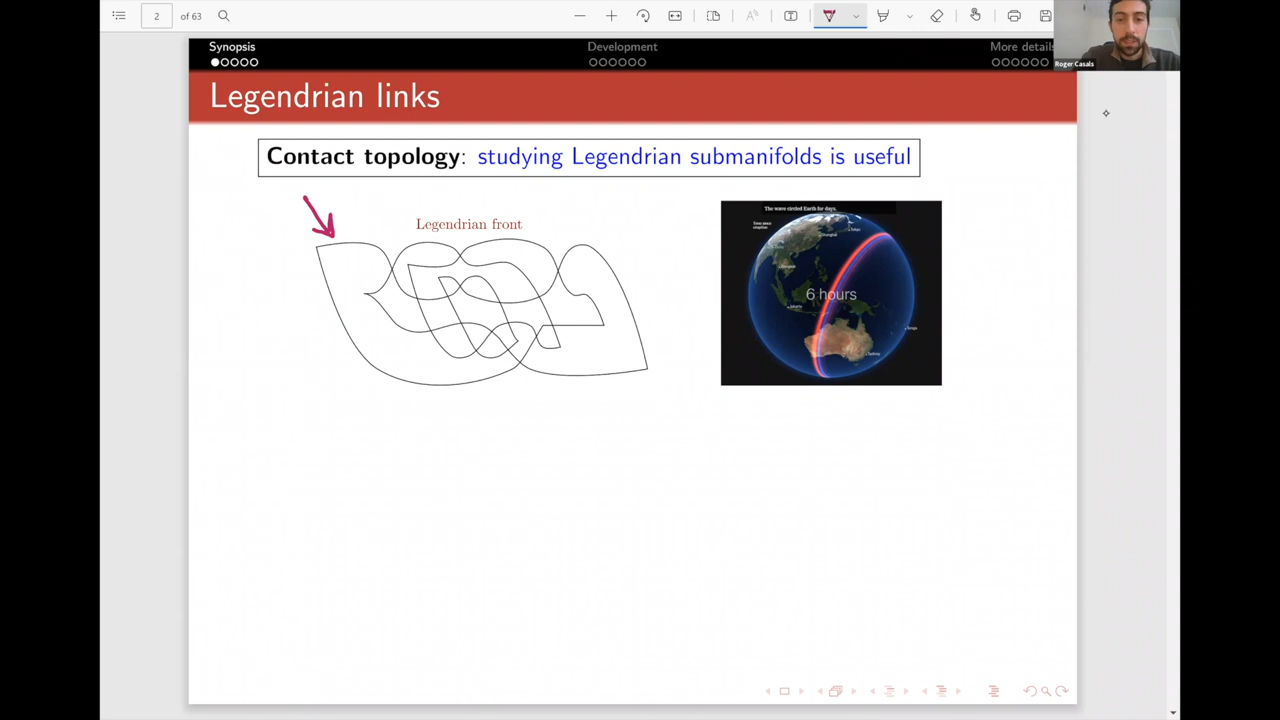 2 of 63
Roger Casals
Synopsis Development More details
Legendrian links
Contact topology: studying Legendrian submanifolds is useful
Legendrian front
The wave circled Earth for days.
6 hours